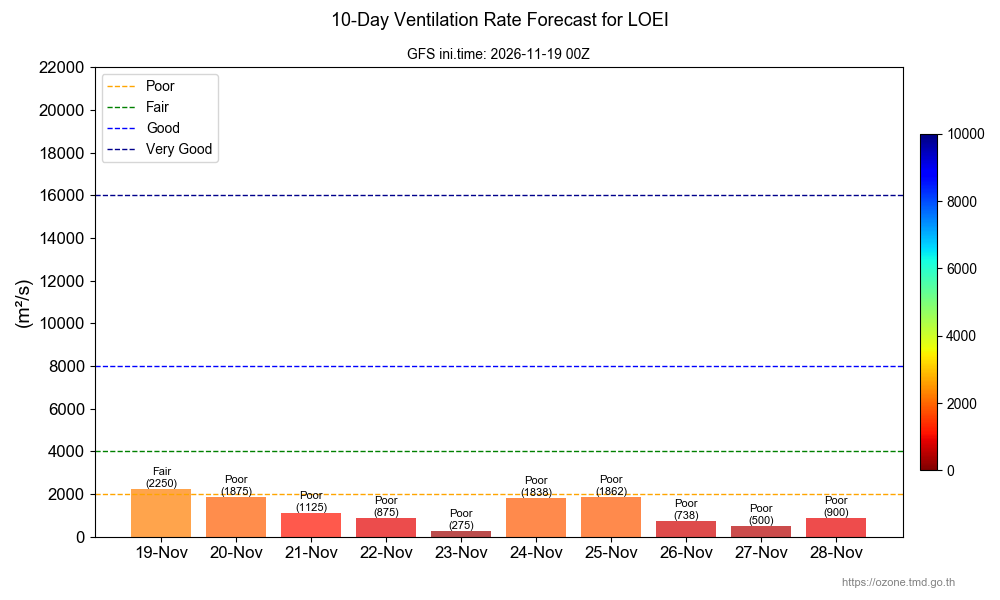 10-Day Ventilation Rate Forecast for LOEI
GFS ini.time: 2026-11-19 00Z
(m²/s)
22000
20000
18000
16000
14000
12000
10000
8000
6000
4000
2000
0
Poor
Fair
Good
Very Good
Fair
(2250)
Poor
(1875)
Poor
(1125)
Poor
(875)
Poor
(275)
Poor
(1838)
Poor
(1862)
Poor
(738)
Poor
(500)
Poor
(900)
19-Nov 20-Nov 21-Nov 22-Nov 23-Nov 24-Nov 25-Nov 26-Nov 27-Nov 28-Nov
10000
8000
6000
4000
2000
0
https://ozone.tmd.go.th